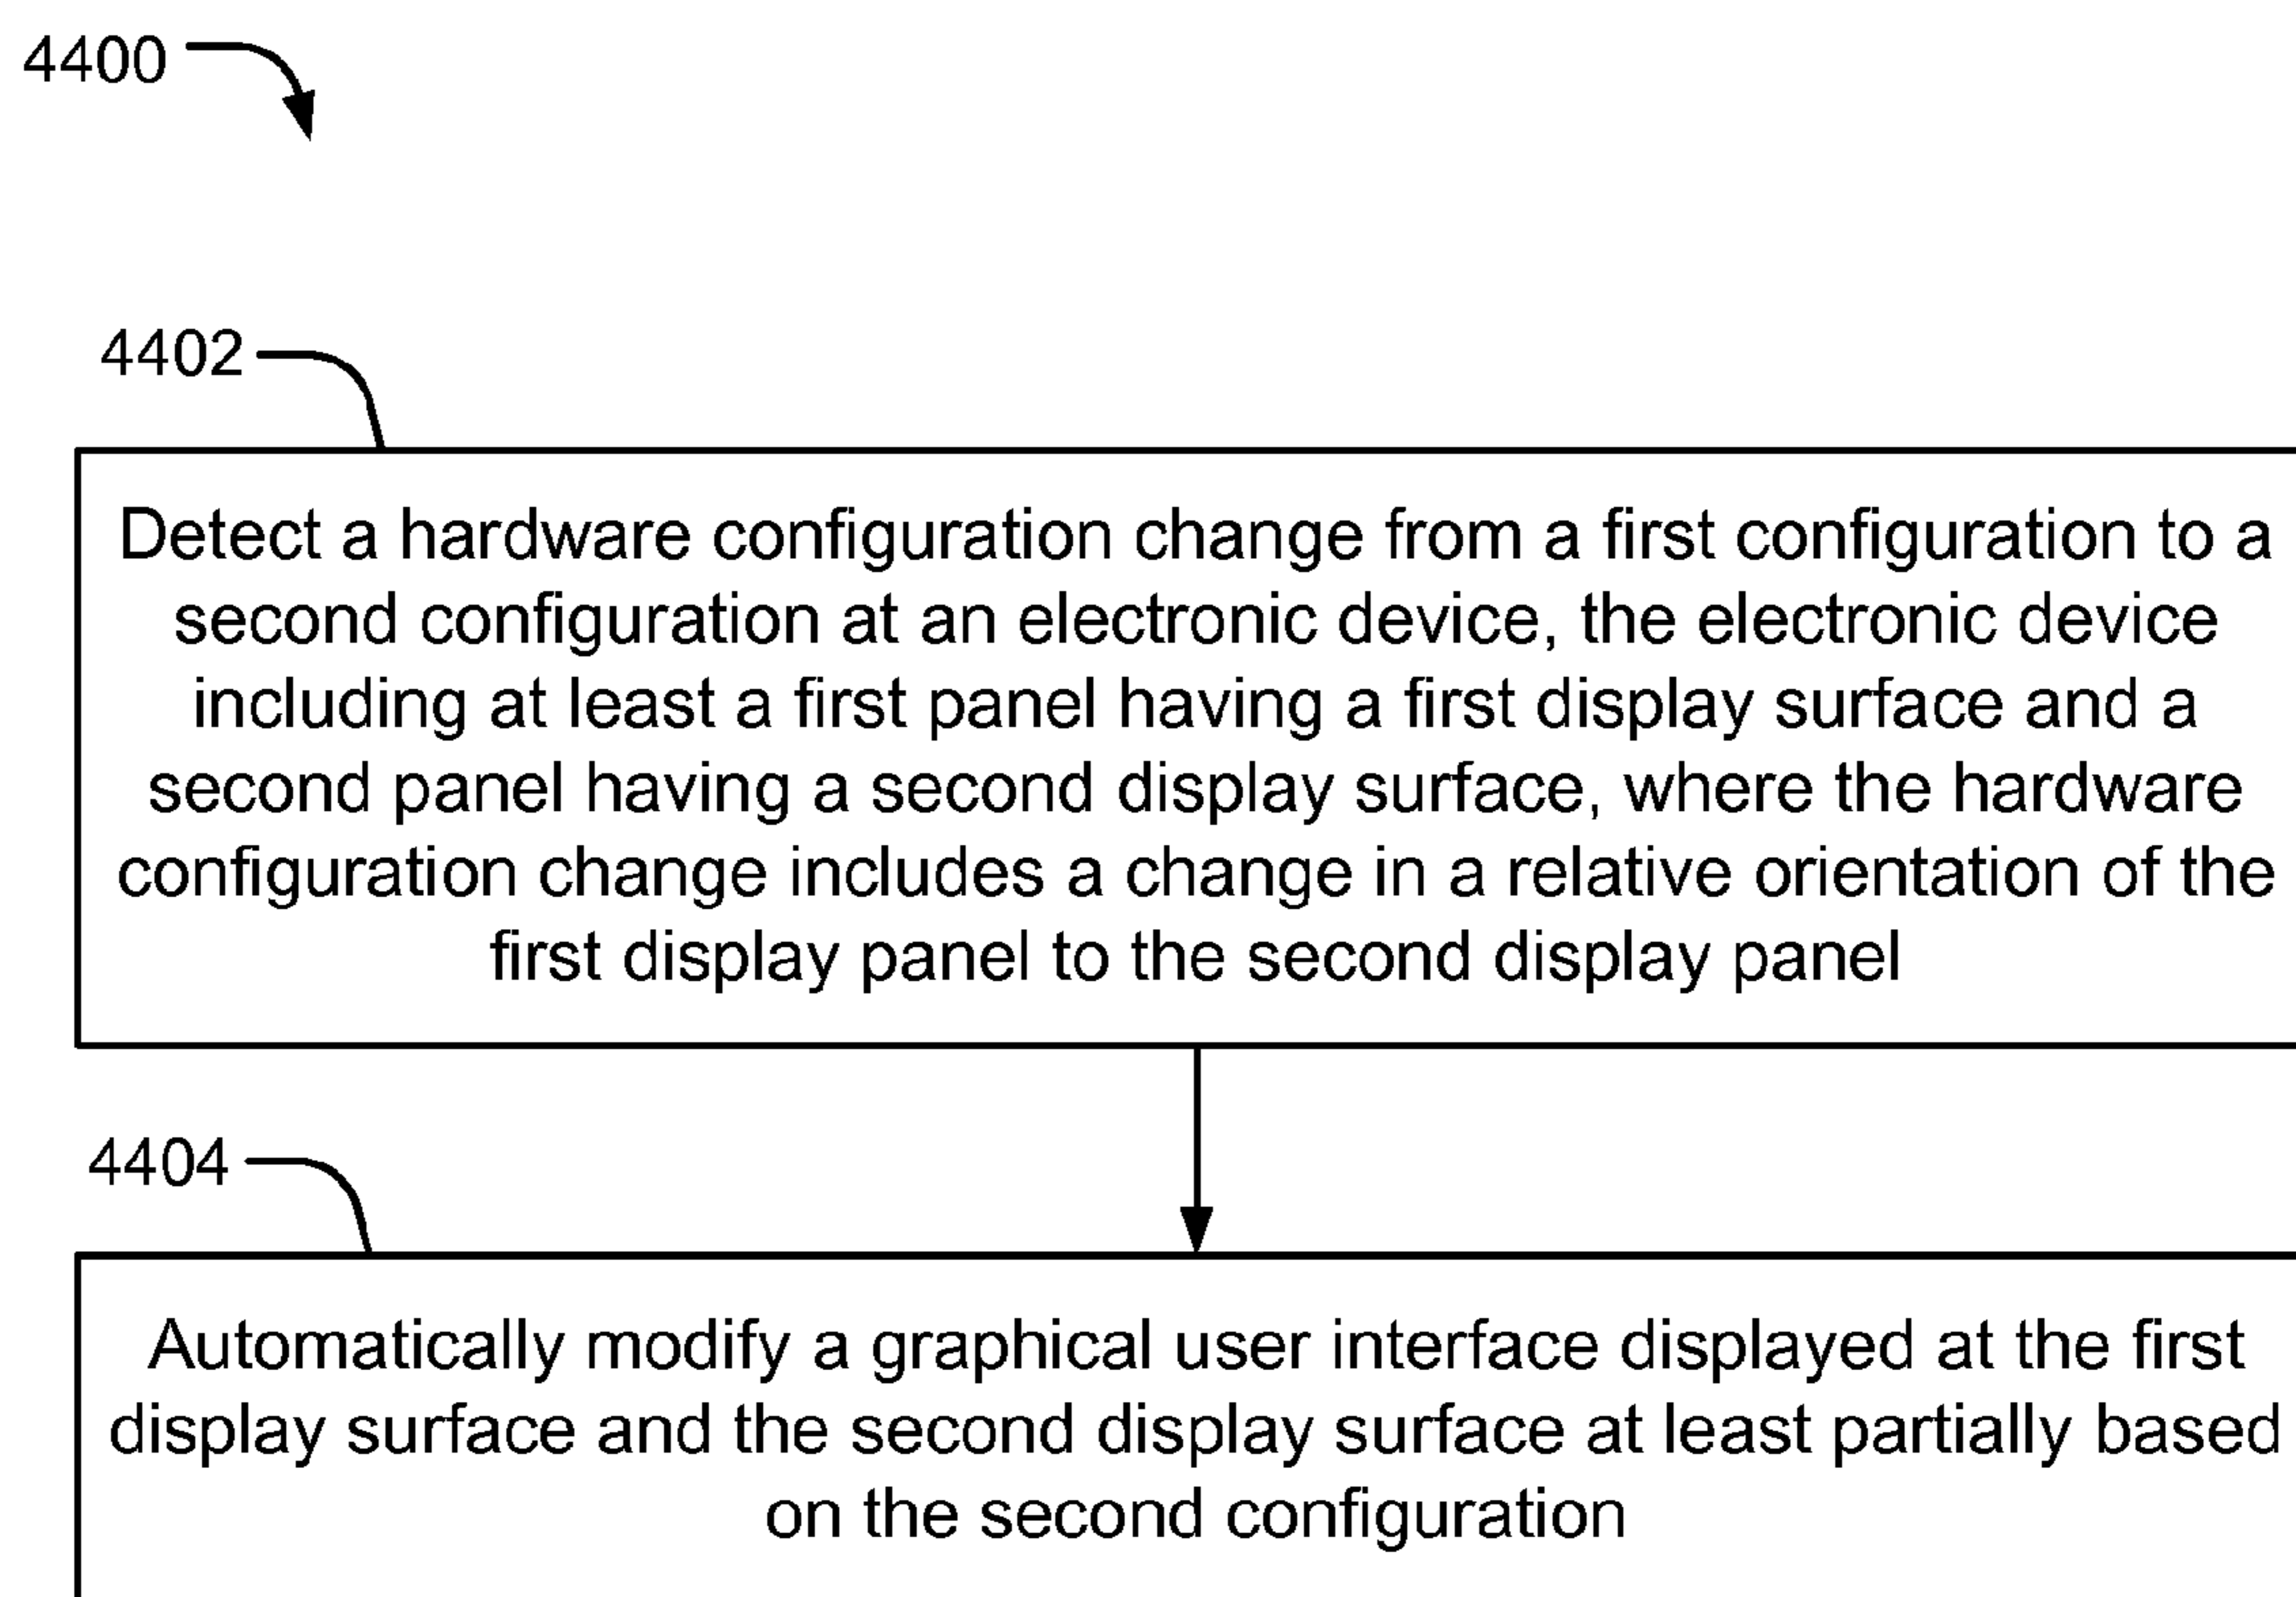 4400
4402
Detect a hardware configuration change from a first configuration to a
second configuration at an electronic device, the electronic device
including at least a first panel having a first display surface and a
second panel having a second display surface, where the hardware
configuration change includes a change in a relative orientation of the
first display panel to the second display panel
4404
Automatically modify a graphical user interface displayed at the first
display surface and the second display surface at least partially based
on the second configuration